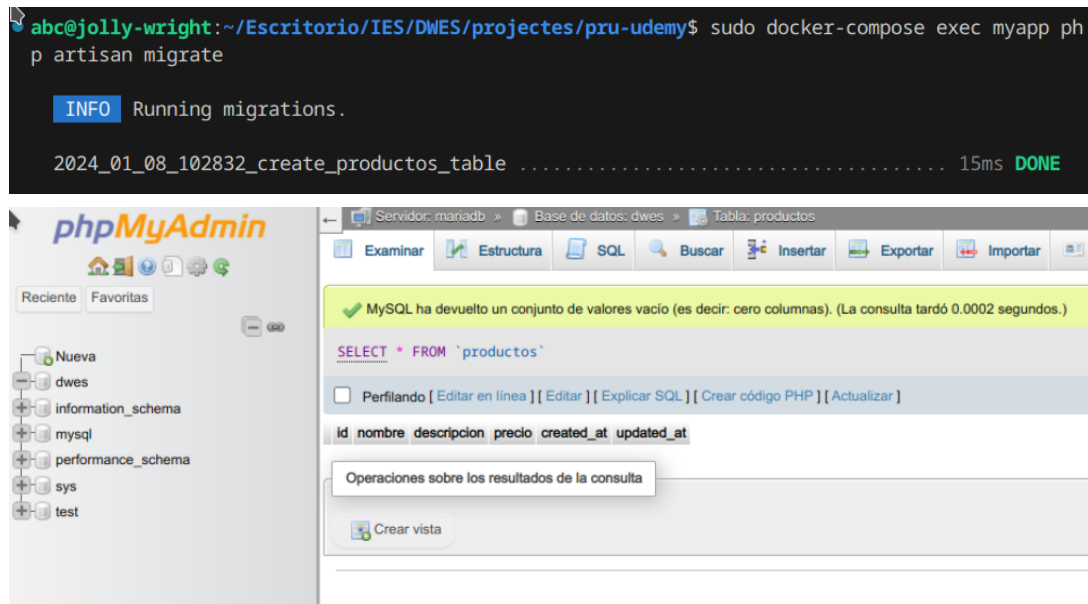 abc@jolly-wright:~/Escritorio/IES/DWES/projectes/pru-udemy$ sudo docker-compose exec myapp ph
p artisan migrate
INFO Running migrations.
2024_01_08_102832_create_productos_table ..................................... 15ms DONE
phpMyAdmin
Reciente Favoritas
Nueva
dwes
information_schema
mysql
performance_schema
sys
test
Servidor: mariadb » Base de datos: dwes » Tabla: productos
Examinar Estructura SQL Buscar Insertar Exportar Importar
MySQL ha devuelto un conjunto de valores vacío (es decir: cero columnas). (La consulta tardó 0.0002 segundos.)
SELECT * FROM `productos`
Perfilando [ Editar en línea ] [ Editar ] [ Explicar SQL ] [ Crear código PHP ] [ Actualizar ]
id nombre descripcion precio created_at updated_at
Operaciones sobre los resultados de la consulta
Crear vista